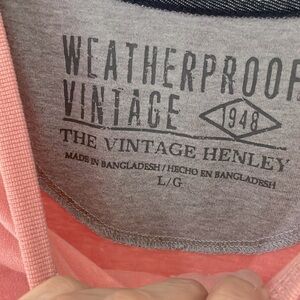 WEATHERPROOF
VINTAGE 1948
THE VINTAGE HENLEY
MADE IN BANGLADESH / HECHO EN BANGLADESH
L/G